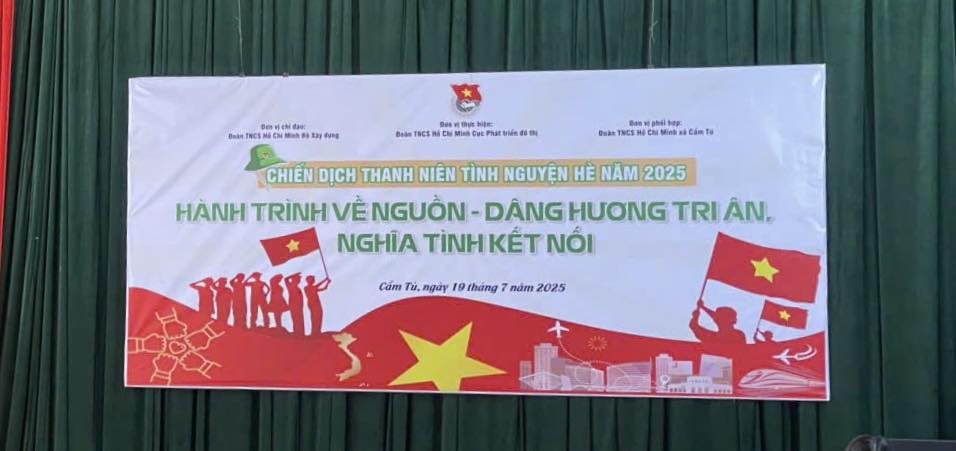 Đơn vị chỉ đạo:
Đoàn TNCS Hồ Chí Minh Bộ Xây dựng
Đơn vị thực hiện:
Đoàn TNCS Hồ Chí Minh Cục Phát triển đô thị
Đơn vị phối hợp:
Đoàn TNCS Hồ Chí Minh xã Cẩm Tú
CHIẾN DỊCH THANH NIÊN TÌNH NGUYỆN HÈ NĂM 2025
HÀNH TRÌNH VỀ NGUỒN - DÂNG HƯƠNG TRI ÂN,
NGHĨA TÌNH KẾT NỐI
Cẩm Tú, ngày 19 tháng 7 năm 2025